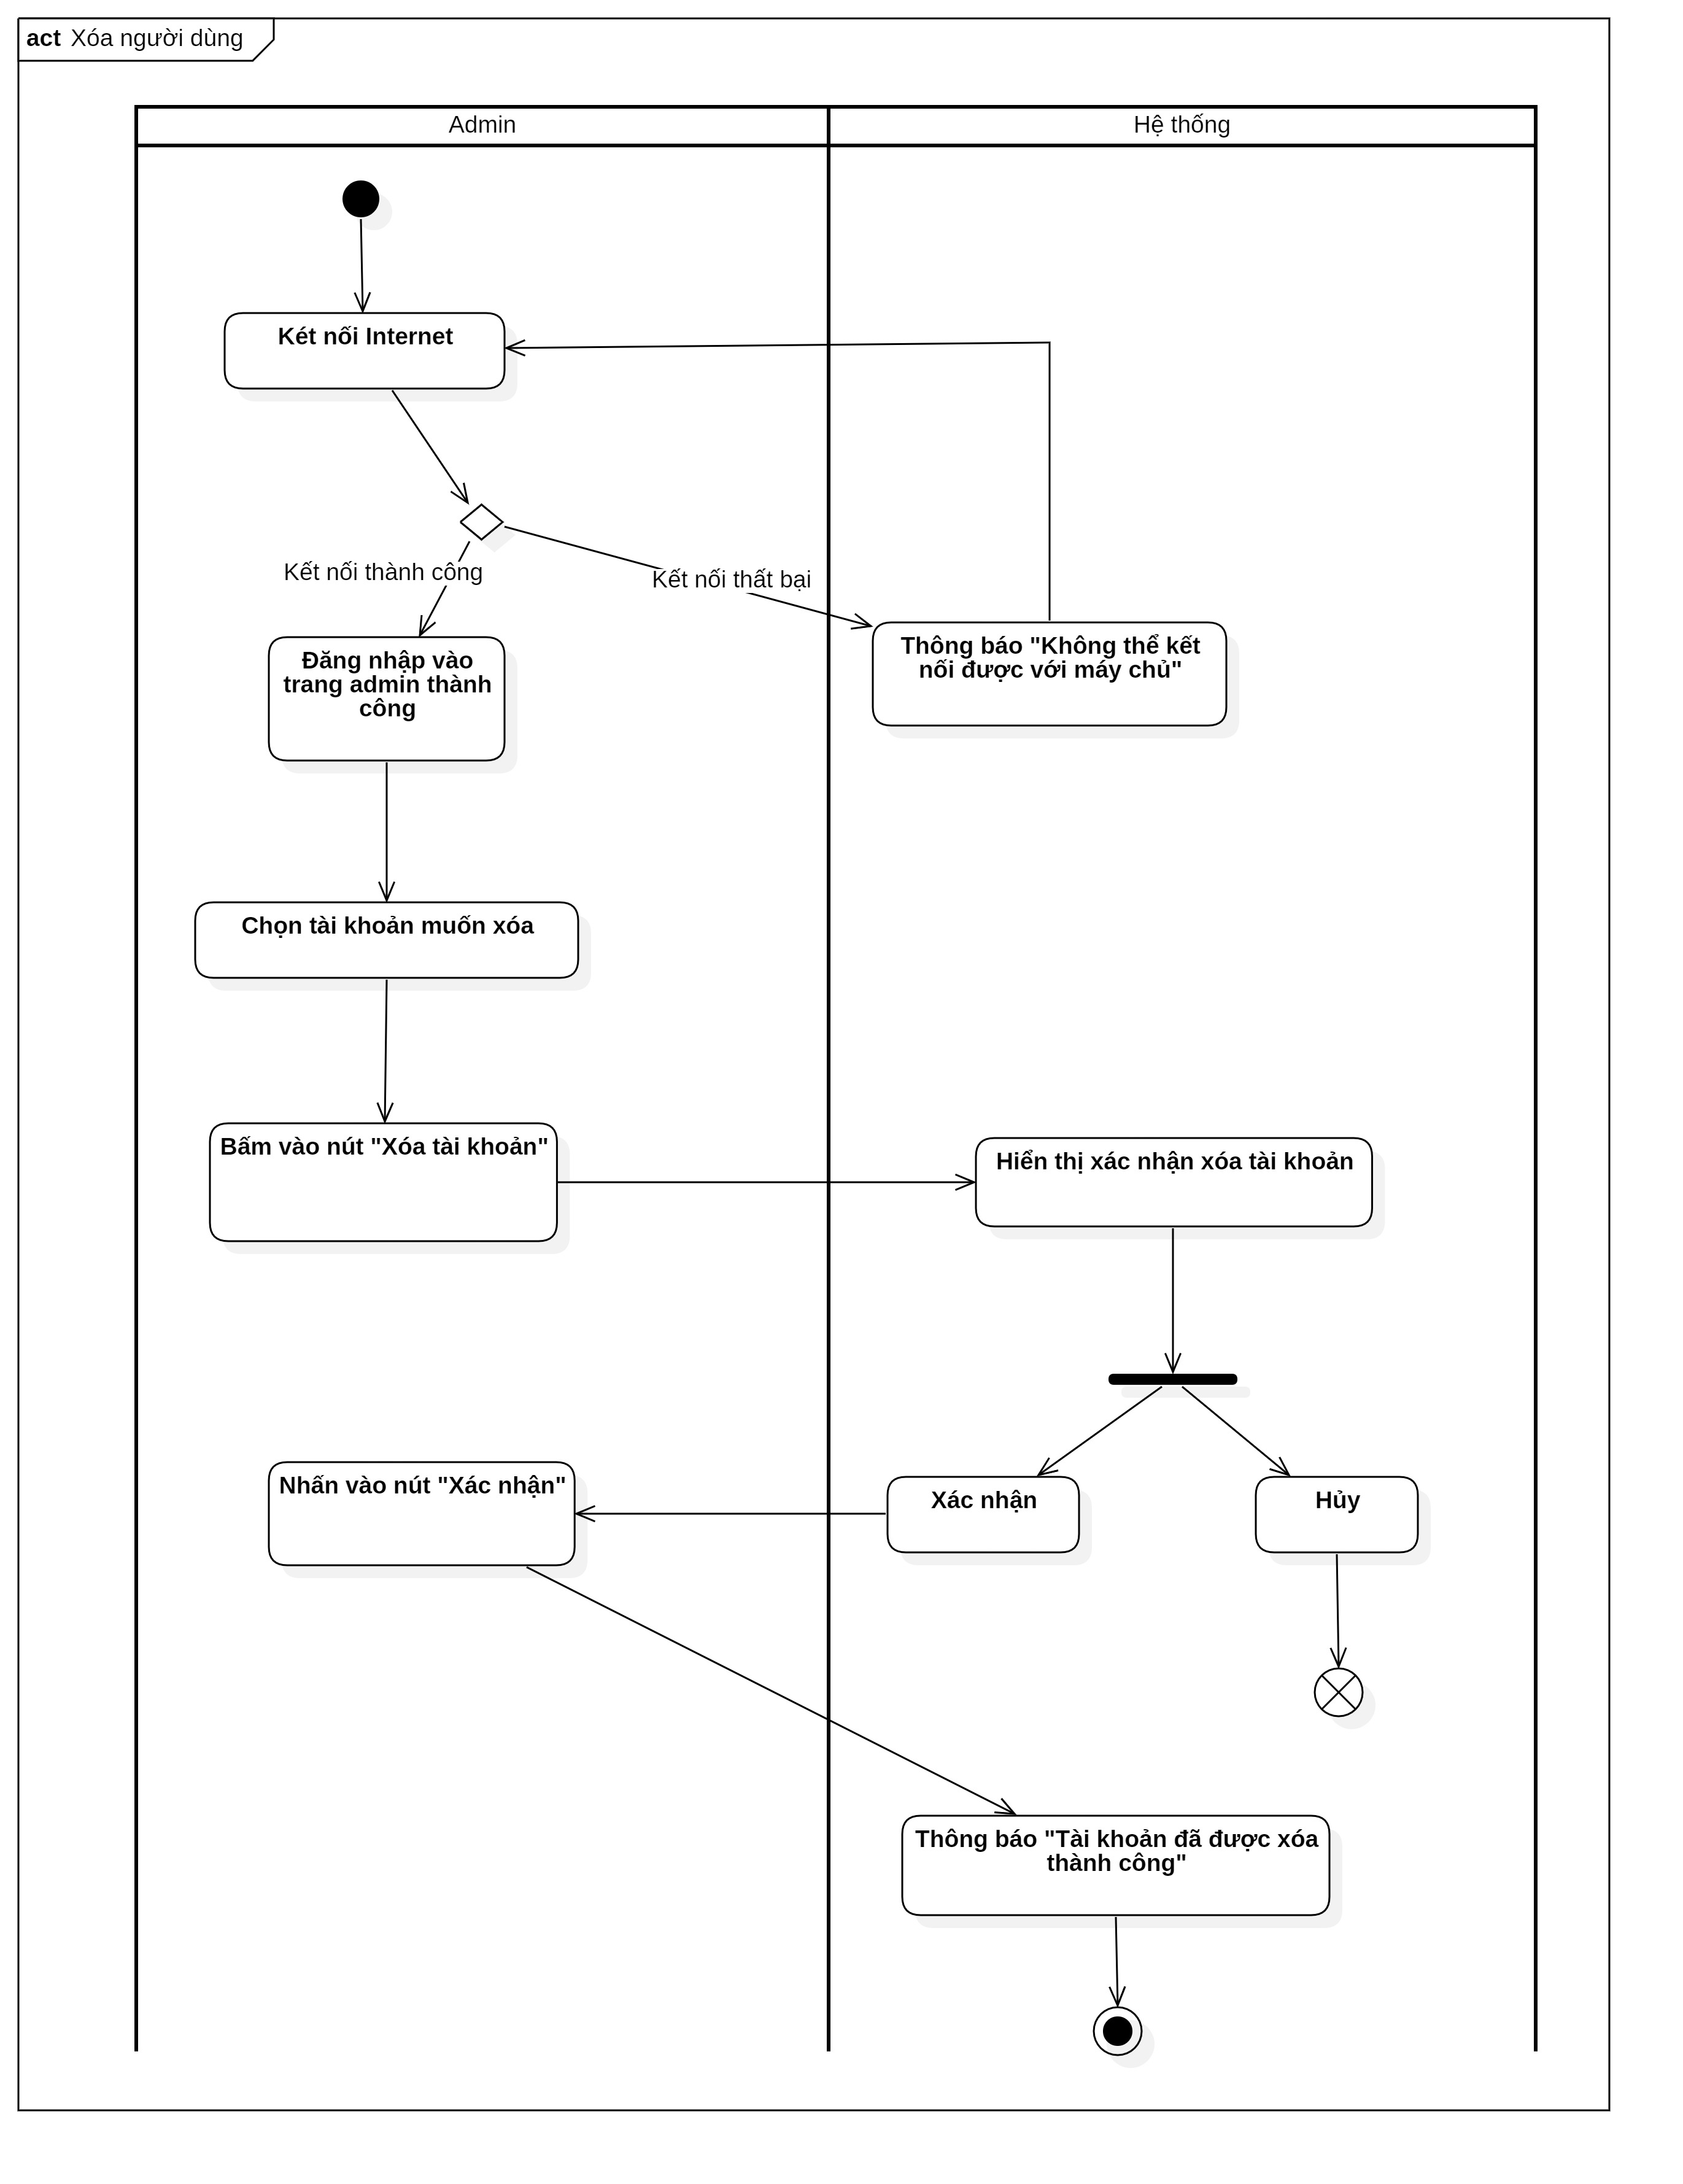 act Xóa người dùng
Admin
Hệ thống
Két nối Internet
Kết nối thành công
Kết nối thất bại
Đăng nhập vào
trang admin thành
công
Thông báo "Không thể kết
nối được với máy chủ"
Chọn tài khoản muốn xóa
Bấm vào nút "Xóa tài khoản"
Hiển thị xác nhận xóa tài khoản
Nhấn vào nút "Xác nhận"
Xác nhận
Hủy
Thông báo "Tài khoản đã được xóa
thành công"